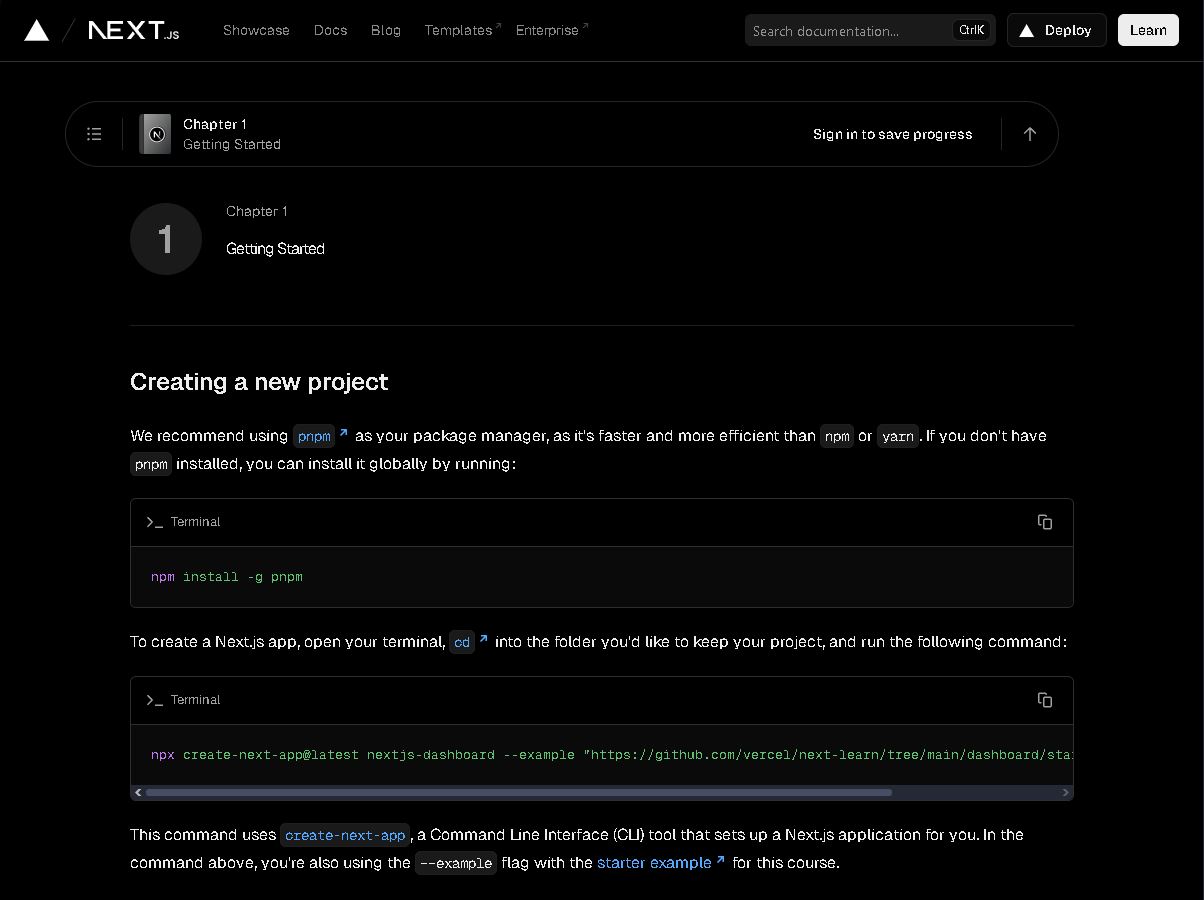 NEXT.JS Showcase Docs Blog Templates Enterprise Search documentation... CtrlK Deploy Learn
Chapter 1
Getting Started
Sign in to save progress
1
Chapter 1
Getting Started
Creating a new project
We recommend using pnpm as your package manager, as it's faster and more efficient than npm or yarn. If you don't have
pnpm installed, you can install it globally by running:
Terminal
npm install -g pnpm
To create a Next.js app, open your terminal, cd into the folder you'd like to keep your project, and run the following command:
Terminal
npx create-next-app@latest nextjs-dashboard --example "https://github.com/vercel/next-learn/tree/main/dashboard/sta
This command uses create-next-app, a Command Line Interface (CLI) tool that sets up a Next.js application for you. In the
command above, you're also using the --example flag with the starter example for this course.